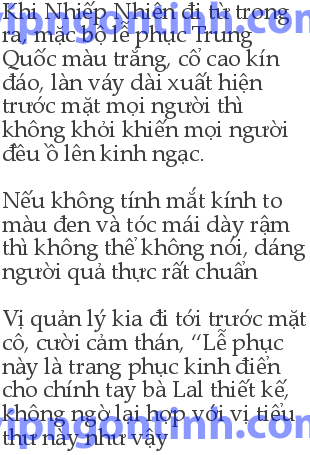 Khi Nhiếp Nhiên đi từ trong
ra, mặc bộ lễ phục Trung
Quốc màu trắng, cổ cao kín
đáo, làn váy dài xuất hiện
trước mặt mọi người thì
không khỏi khiến mọi người
đều ồ lên kinh ngạc.
Nếu không tính mắt kính to
màu đen và tóc mái dày rậm
thì không thể không nói, dáng
người quả thực rất chuẩn
Vị quản lý kia đi tới trước mặt
cô, cười cảm thán, “Lễ phục
này là trang phục kinh điển
cho chính tay bà Lal thiết kế,
không ngờ lại hợp với vị tiểu
thư này như vậy
vipngontinh.com
vipngontinh.com